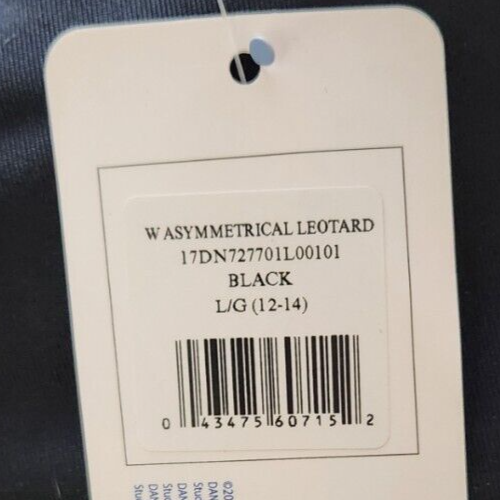 W ASYMMETRICAL LEOTARD
17DN727701L00101
BLACK
L/G (12-14)
0 43475 60715 2